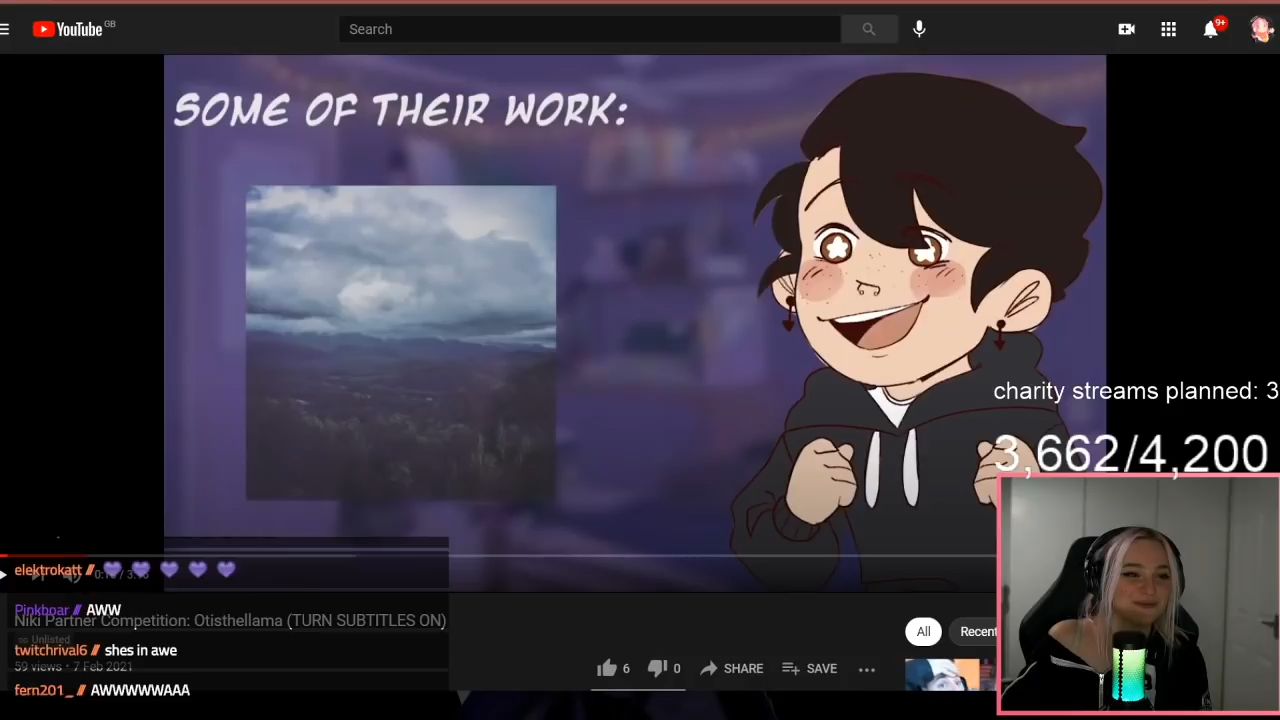 YouTube GB
Search
9+
SOME OF THEIR WORK:
charity streams planned: 3
3,662/4,200
elektrokatt //
Pinkboar // AWW
Niki Partner Competition: Otisthellama (TURN SUBTITLES ON)
Unlisted
twitchrival6 // shes in awe
59 views • 7 Feb 2021
fern201_ // AWWWWWAAA
6
0
SHARE
SAVE
All
Recent